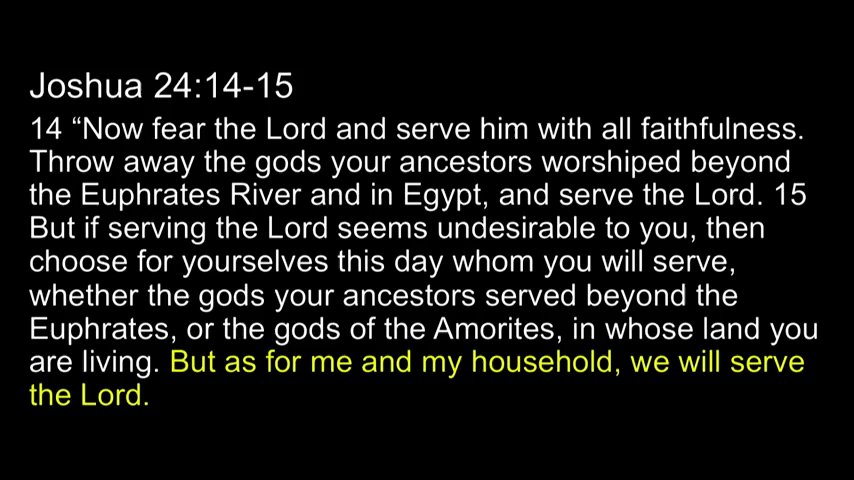 Joshua 24:14-15
14 “Now fear the Lord and serve him with all faithfulness.
Throw away the gods your ancestors worshiped beyond
the Euphrates River and in Egypt, and serve the Lord. 15
But if serving the Lord seems undesirable to you, then
choose for yourselves this day whom you will serve,
whether the gods your ancestors served beyond the
Euphrates, or the gods of the Amorites, in whose land you
are living. But as for me and my household, we will serve
the Lord.